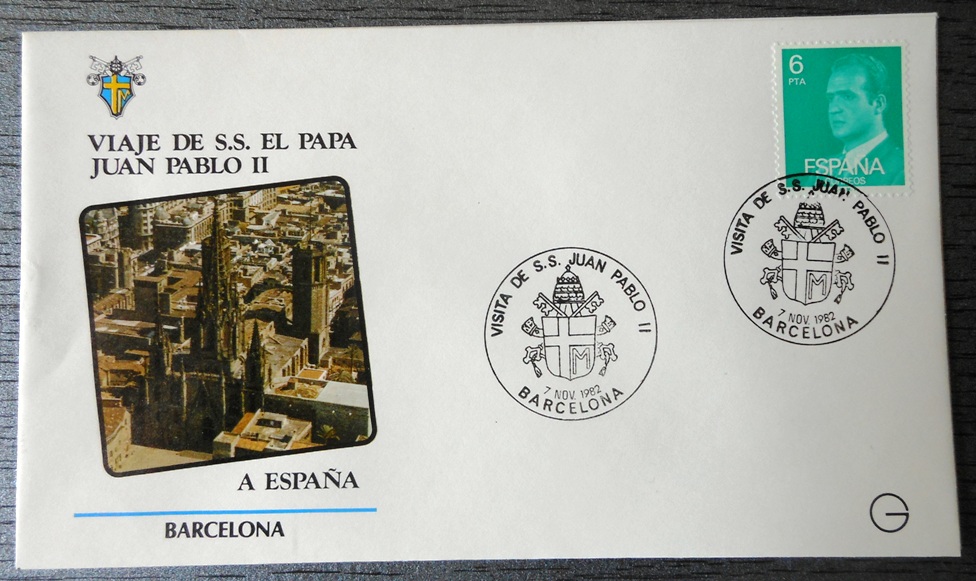 VIAJE DE S.S. EL PAPA
JUAN PABLO II
A ESPAÑA
BARCELONA
6
PTA
ESPAÑA
CORREOS
VISITA DE S.S. JUAN PABLO II
M
7 NOV. 1982
BARCELONA
VISITA DE S.S. JUAN PABLO II
M
7 NOV. 1982
BARCELONA
G